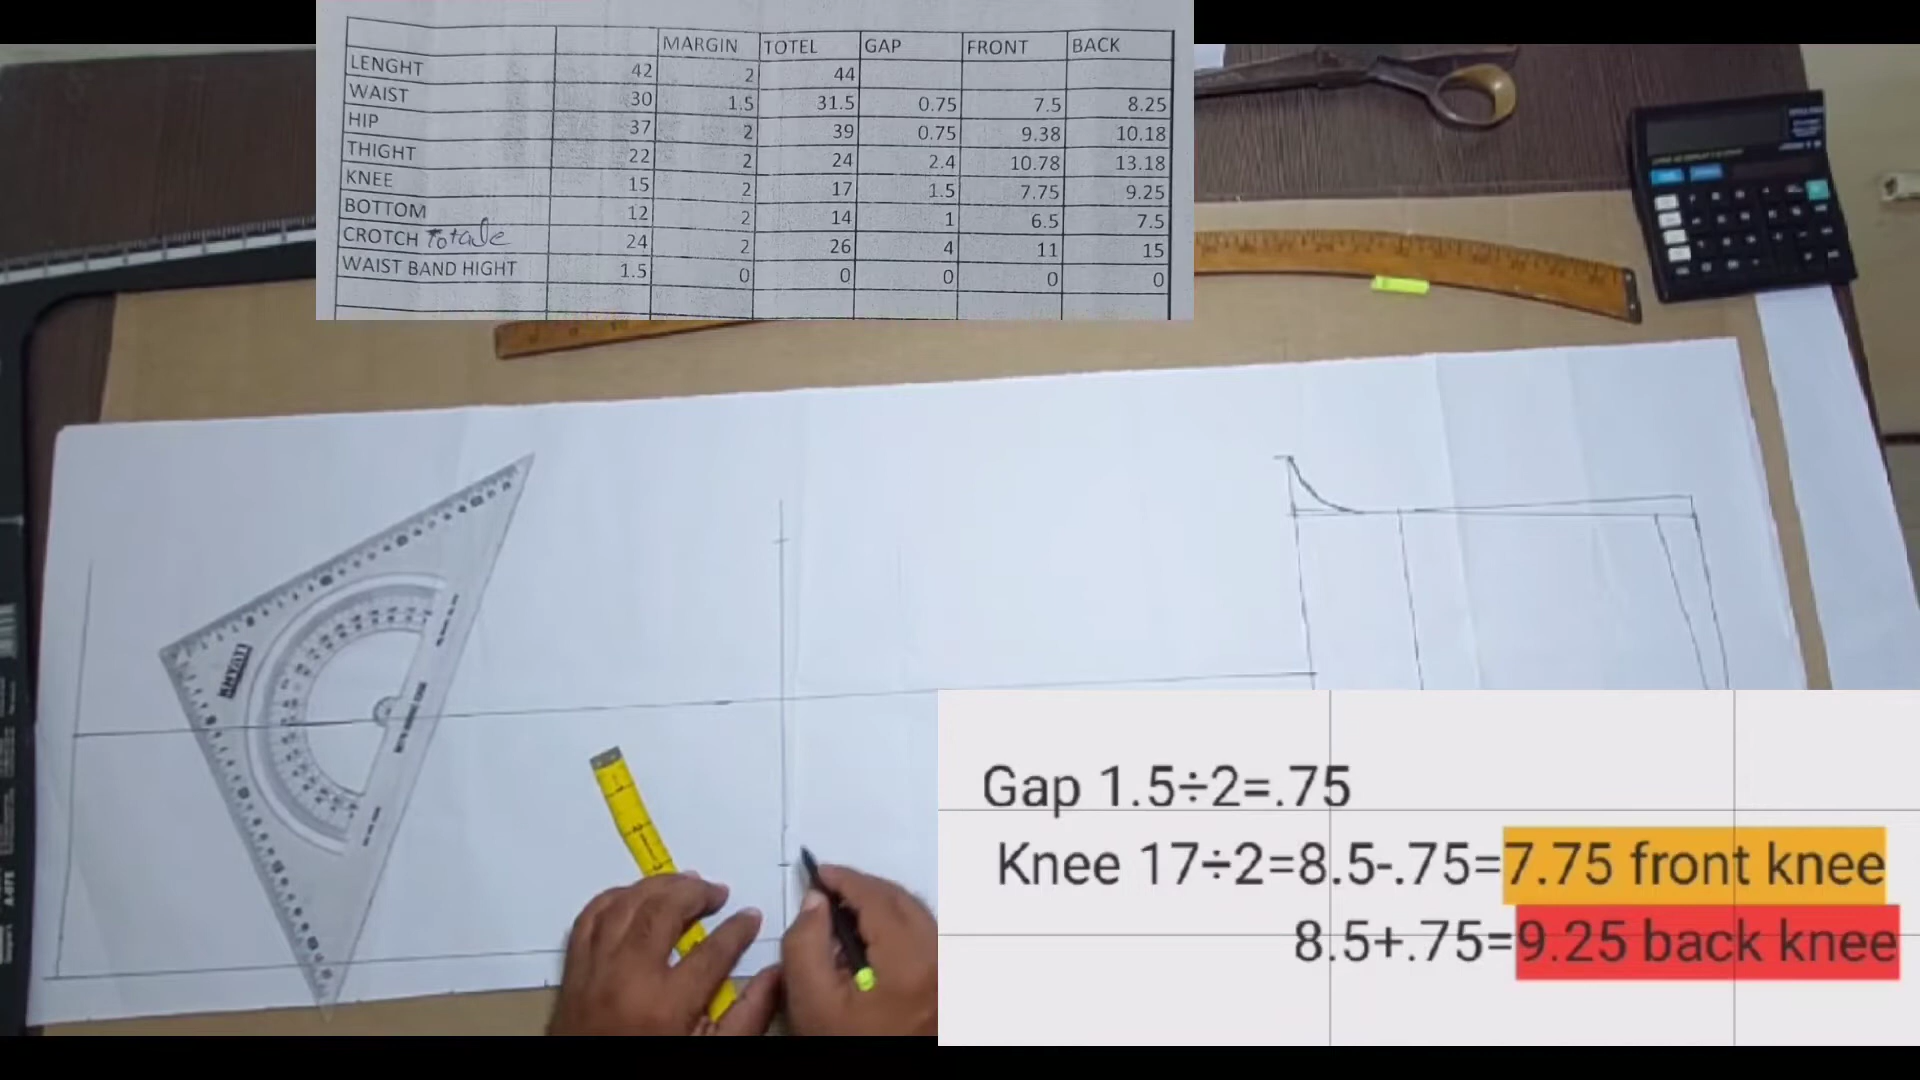 MARGIN TOTEL GAP FRONT BACK
LENGHT 42 2 44
WAIST 30 1.5 31.5 0.75 7.5 8.25
HIP 37 2 39 0.75 9.38 10.18
THIGHT 22 2 24 2.4 10.78 13.18
KNEE 15 2 17 1.5 7.75 9.25
BOTTOM 12 2 14 1 6.5 7.5
CROTCH Totale 24 2 26 4 11 15
WAIST BAND HIGHT 1.5 0 0 0 0 0
Gap 1.5÷2=.75
Knee 17÷2=8.5-.75=7.75 front knee
8.5+.75=9.25 back knee